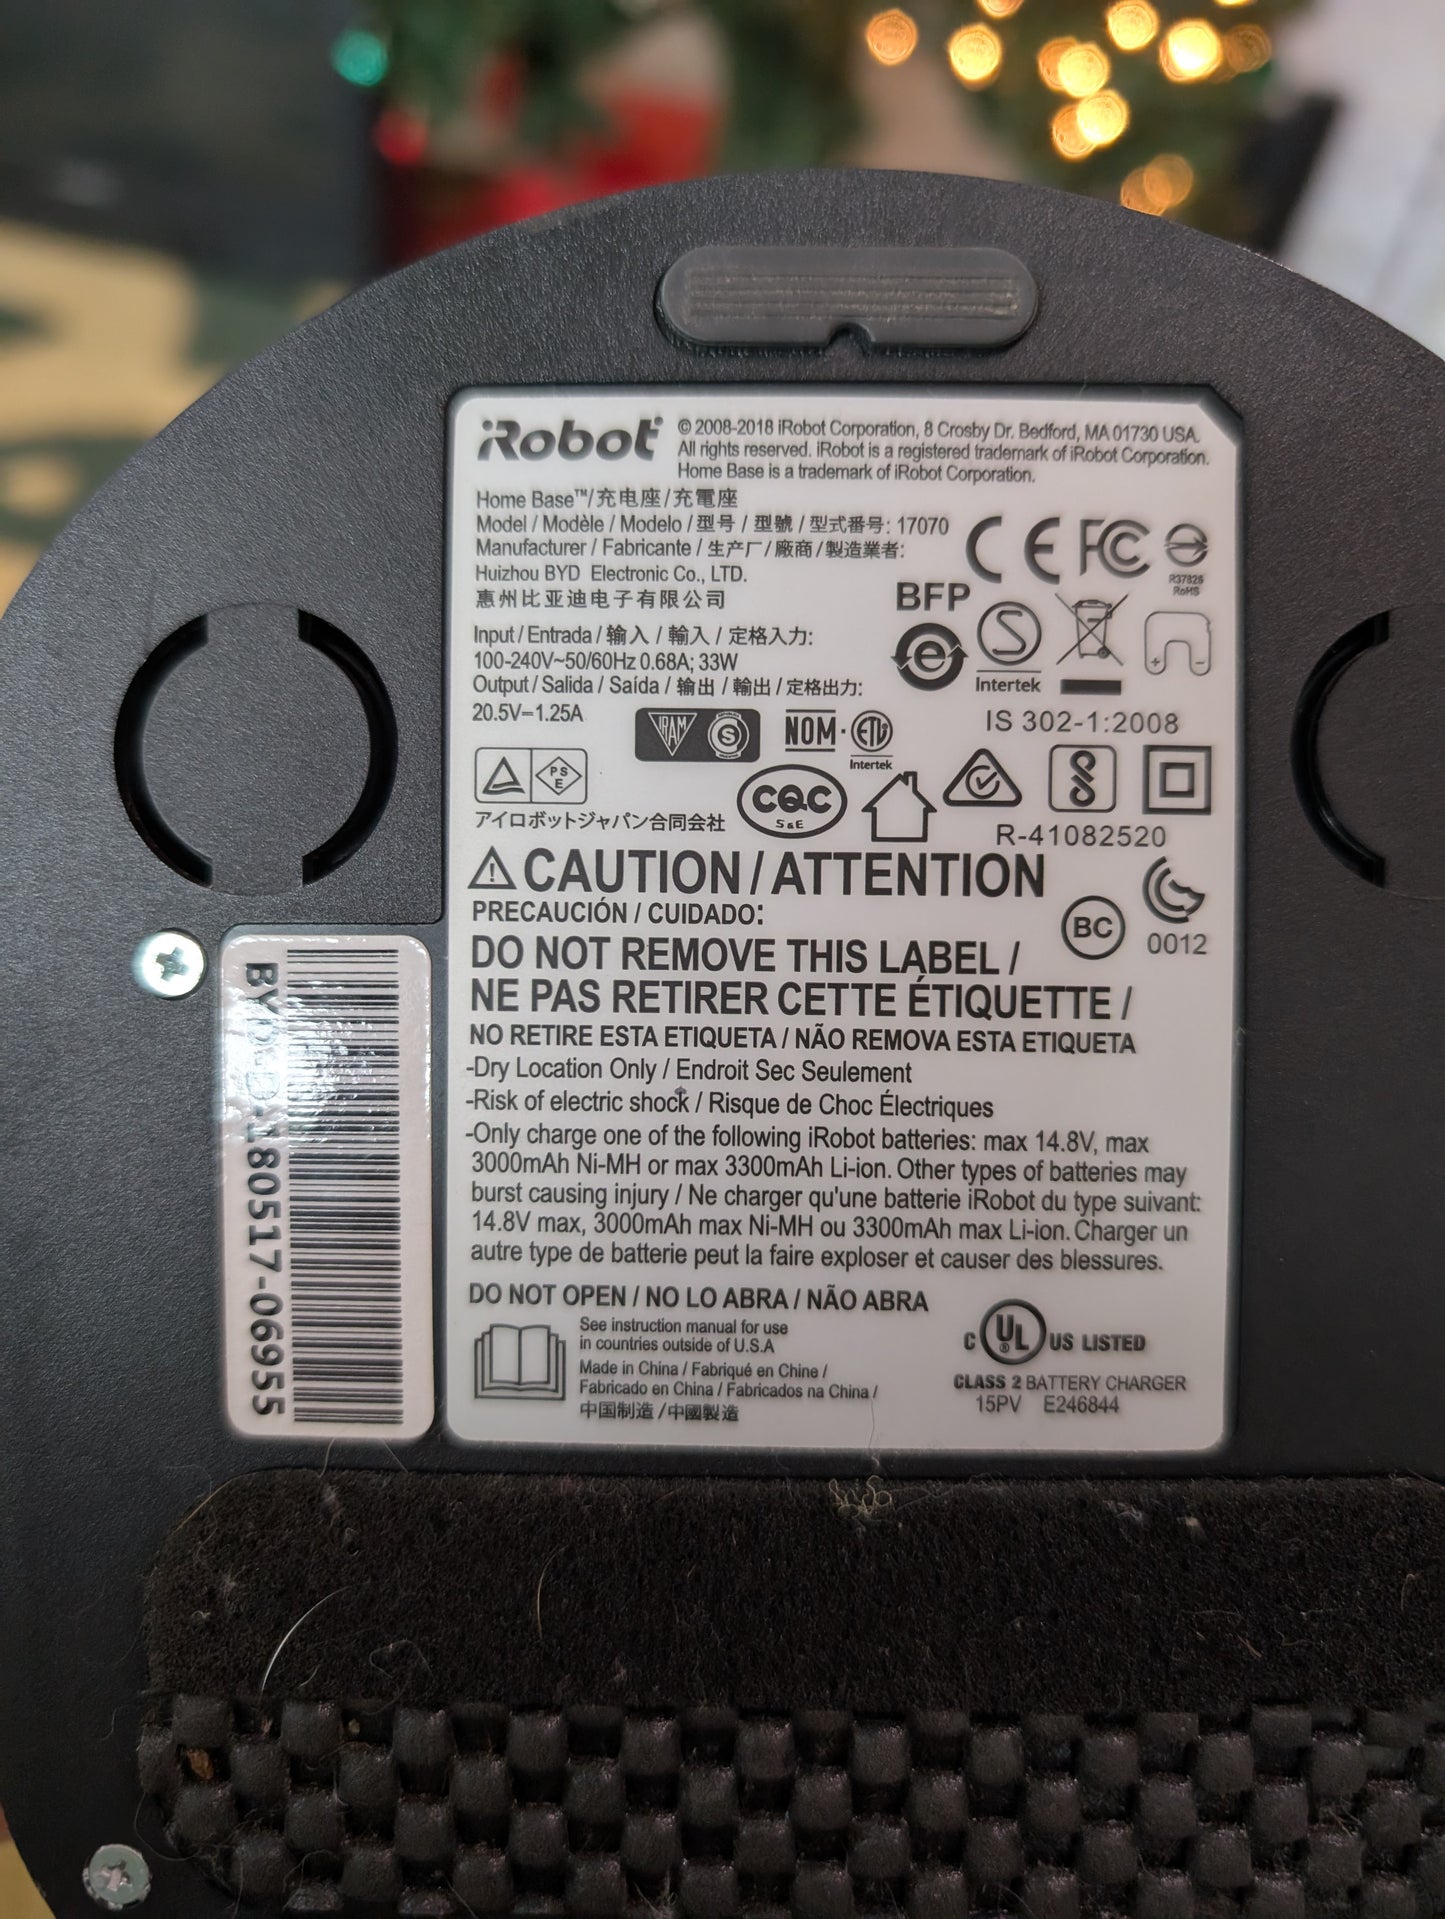 iRobot
© 2008-2018 iRobot Corporation, 8 Crosby Dr. Bedford, MA 01730 USA.
All rights reserved. iRobot is a registered trademark of iRobot Corporation.
Home Base is a trademark of iRobot Corporation.
Home Base™/充电座/充電座
Model / Modèle / Modelo / 型号 / 型號 / 型式番号: 17070
Manufacturer / Fabricante / 生产厂/廠商/製造業者:
Huizhou BYD Electronic Co., LTD.
惠州比亚迪电子有限公司
CE FC
R37826
RoHS
BFP
e
S
Intertek
+ -
Input / Entrada / 输入 / 輸入 / 定格入力:
100-240V~50/60Hz 0.68A; 33W
Output / Salida / Saída / 输出 / 輸出 / 定格出力:
20.5V⎓1.25A
IRAM S
NOM - ETL
Intertek
IS 302-1:2008
PS
E
アイロボットジャパン合同会社
CQC
S&E
R-41082520
CAUTION / ATTENTION
PRECAUCIÓN / CUIDADO:
BC
0012
DO NOT REMOVE THIS LABEL /
NE PAS RETIRER CETTE ÉTIQUETTE /
NO RETIRE ESTA ETIQUETA / NÃO REMOVA ESTA ETIQUETA
-Dry Location Only / Endroit Sec Seulement
-Risk of electric shock / Risque de Choc Électriques
-Only charge one of the following iRobot batteries: max 14.8V, max
3000mAh Ni-MH or max 3300mAh Li-ion. Other types of batteries may
burst causing injury / Ne charger qu'une batterie iRobot du type suivant:
14.8V max, 3000mAh max Ni-MH ou 3300mAh max Li-ion. Charger un
autre type de batterie peut la faire exploser et causer des blessures.
DO NOT OPEN / NO LO ABRA / NÃO ABRA
See instruction manual for use
in countries outside of U.S.A
Made in China / Fabriqué en Chine /
Fabricado en China / Fabricados na China /
中国制造 / 中國製造
C UL ® US LISTED
CLASS 2 BATTERY CHARGER
15PV E246844